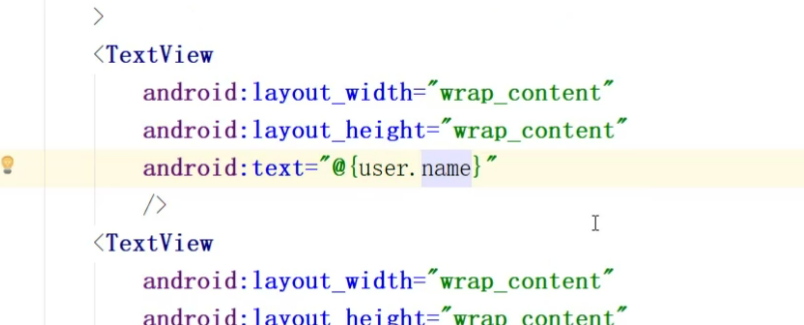 >
<TextView
android:layout_width="wrap_content"
android:layout_height="wrap_content"
android:text="@{user.name}"
/>
<TextView
android:layout_width="wrap_content"
android:layout_height="wrap_content"